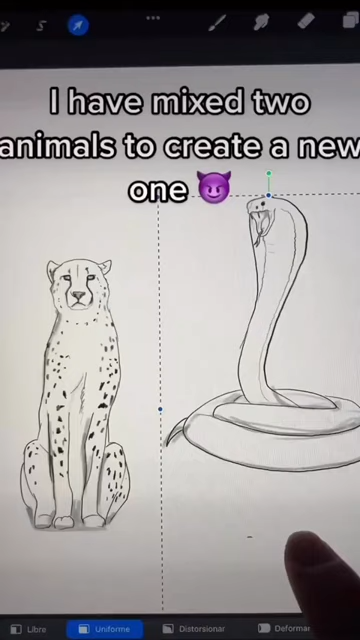 I have mixed two
animals to create a new
one 😈
Libre
Uniforme
Distorsionar
Deformar